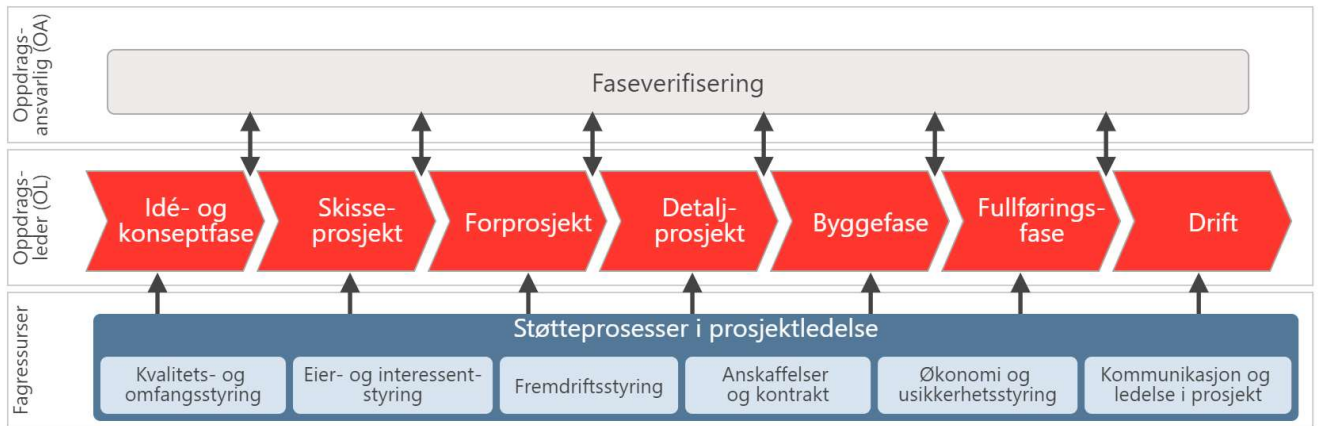 Oppdrags-
ansvarlig (OA)
Faseverifisering
Oppdrags-
leder (OL)
Idé- og
konseptfase
Skisse-
prosjekt
Forprosjekt
Detalj-
prosjekt
Byggefase
Fullførings-
fase
Drift
Fagressurser
Støtteprosesser i prosjektledelse
Kvalitets- og
omfangsstyring
Eier- og interessent-
styring
Fremdriftsstyring
Anskaffelser
og kontrakt
Økonomi og
usikkerhetsstyring
Kommunikasjon og
ledelse i prosjekt